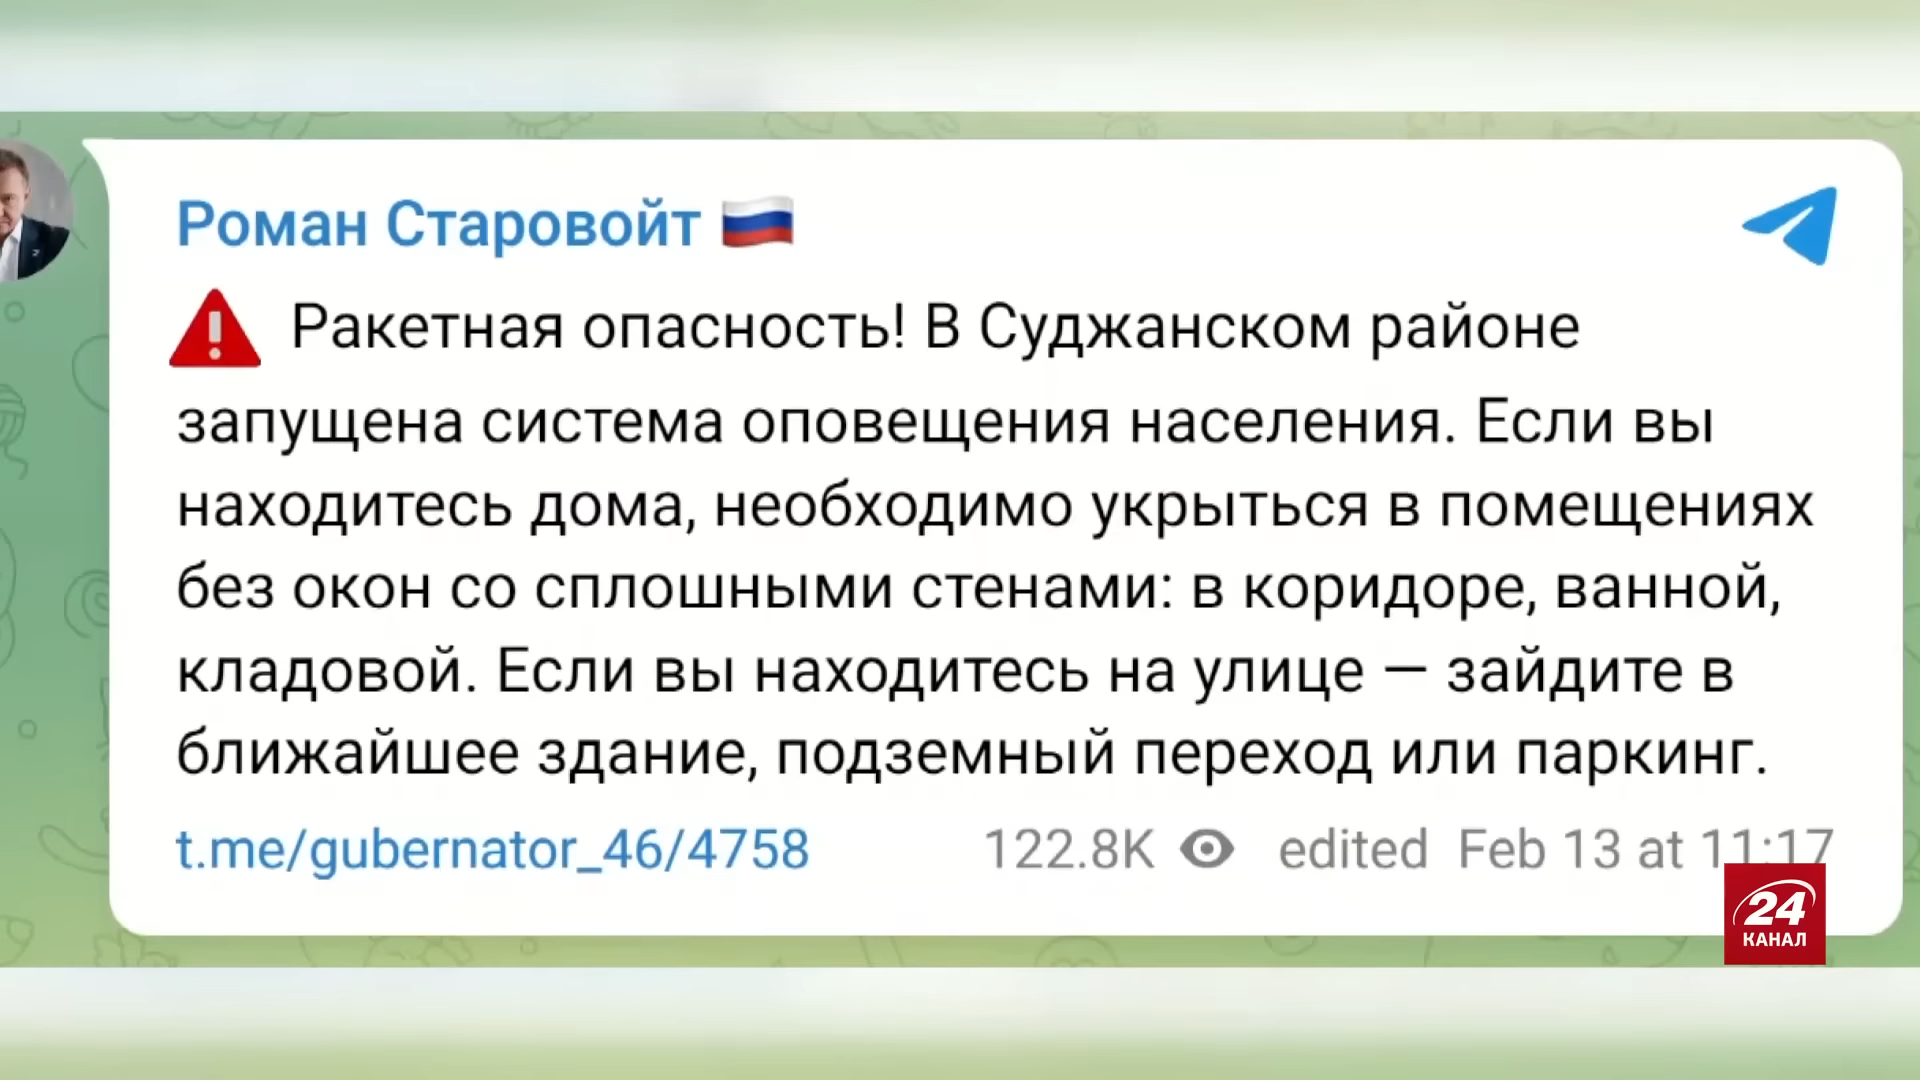 Роман Старовойт
Ракетная опасность! В Суджанском районе
запущена система оповещения населения. Если вы
находитесь дома, необходимо укрыться в помещениях
без окон со сплошными стенами: в коридоре, ванной,
кладовой. Если вы находитесь на улице — зайдите в
ближайшее здание, подземный переход или паркинг.
t.me/gubernator_46/4758 122.8K edited Feb 13 at 11:17
24
КАНАЛ